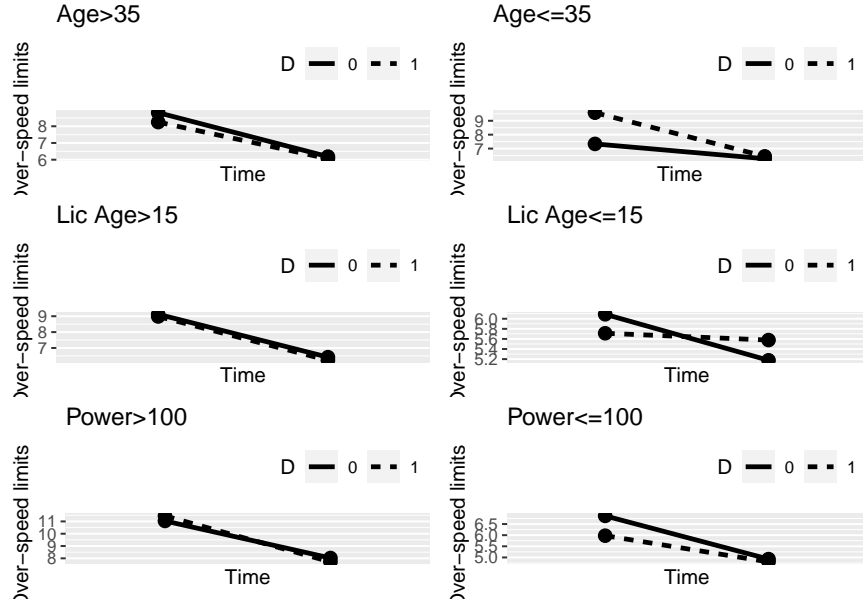 Age>35
D 0 1
Over-speed limits
8
7
6
Time
Age<=35
D 0 1
Over-speed limits
9
8
7
Time
Lic Age>15
D 0 1
Over-speed limits
9
8
7
Time
Lic Age<=15
D 0 1
Over-speed limits
6.0
5.8
5.6
5.4
5.2
Time
Power>100
D 0 1
Over-speed limits
11
10
9
8
Time
Power<=100
D 0 1
Over-speed limits
6.5
6.0
5.5
5.0
Time